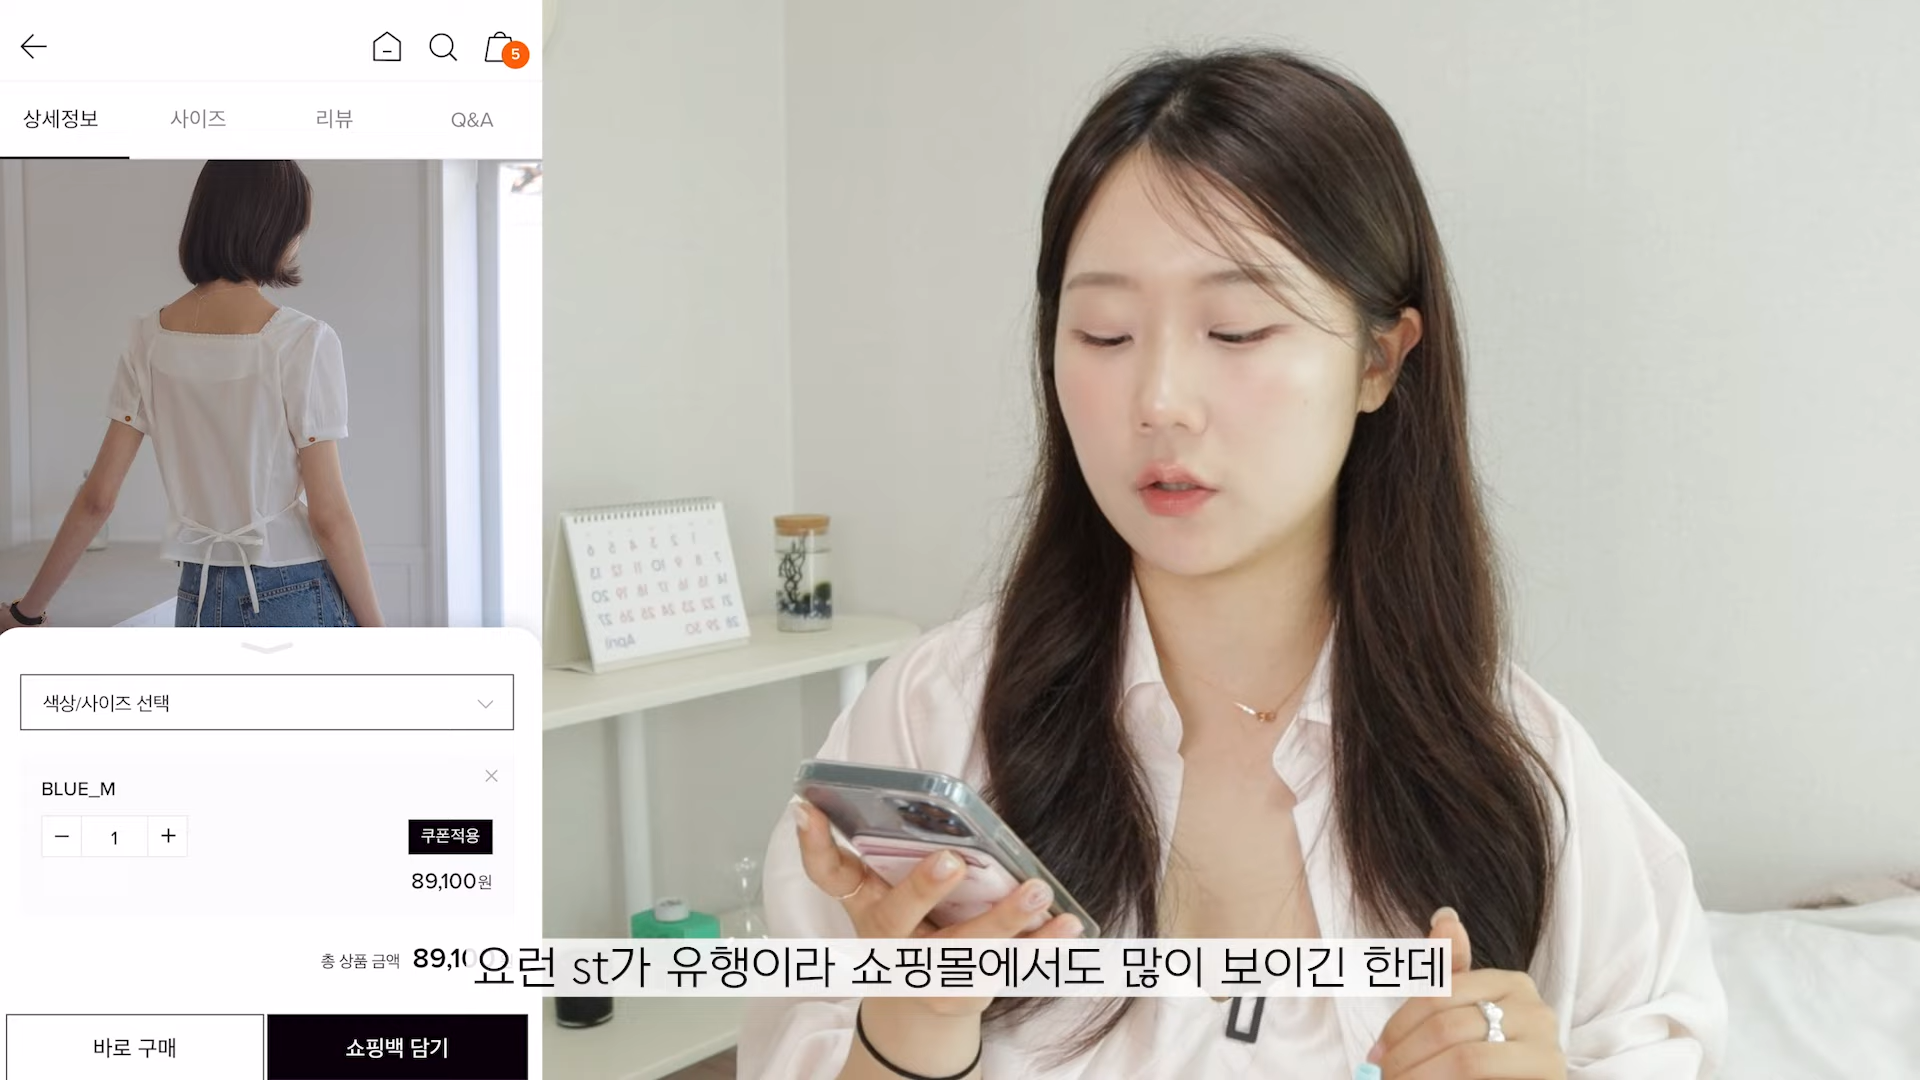 5
상세정보
사이즈
리뷰
Q&A
색상/사이즈 선택
BLUE_M
1
쿠폰적용
89,100원
총 상품 금액 89,10
요런 st가 유행이라 쇼핑몰에서도 많이 보이긴 한데
바로 구매
쇼핑백 담기
April